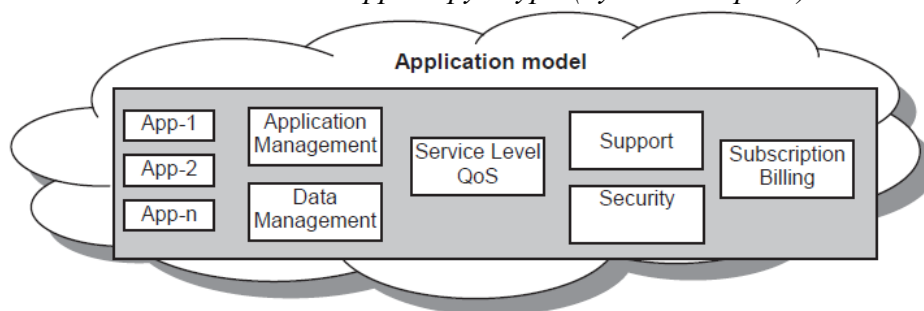 Application model
App-1
App-2
App-n
Application
Management
Data
Management
Service Level
QoS
Support
Security
Subscription
Billing